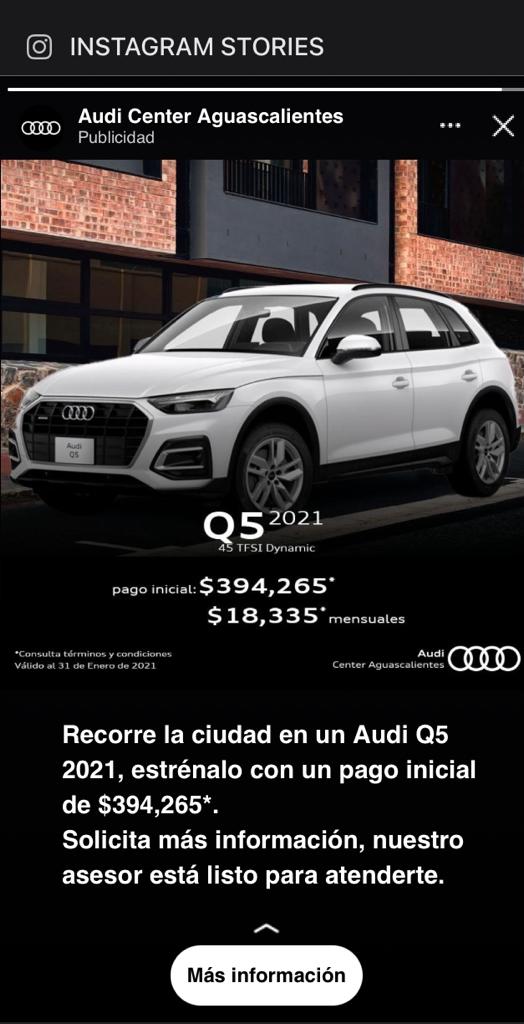 INSTAGRAM STORIES
Audi Center Aguascalientes
Publicidad
Audi
Q5
Q5 2021
45 TFSI Dynamic
pago inicial: $394,265*
$18,335* mensuales
*Consulta términos y condiciones
Válido al 31 de Enero de 2021
Audi
Center Aguascalientes
Recorre la ciudad en un Audi Q5
2021, estrénalo con un pago inicial
de $394,265*.
Solicita más información, nuestro
asesor está listo para atenderte.
Más información